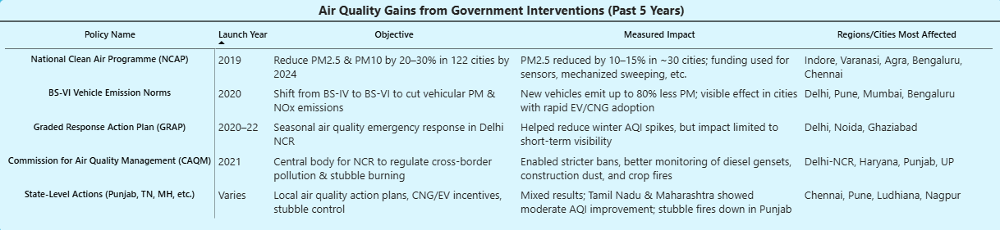 Air Quality Gains from Government Interventions (Past 5 Years)
Policy Name Launch Year Objective Measured Impact Regions/Cities Most Affected
National Clean Air Programme (NCAP) 2019 Reduce PM2.5 & PM10 by 20–30% in 122 cities by PM2.5 reduced by 10–15% in ~30 cities; funding used for Indore, Varanasi, Agra, Bengaluru,
2024 sensors, mechanized sweeping, etc. Chennai
BS-VI Vehicle Emission Norms 2020 Shift from BS-IV to BS-VI to cut vehicular PM & New vehicles emit up to 80% less PM; visible effect in cities Delhi, Pune, Mumbai, Bengaluru
NOx emissions with rapid EV/CNG adoption
Graded Response Action Plan (GRAP) 2020–22 Seasonal air quality emergency response in Delhi Helped reduce winter AQI spikes, but impact limited to Delhi, Noida, Ghaziabad
NCR short-term visibility
Commission for Air Quality Management (CAQM) 2021 Central body for NCR to regulate cross-border Enabled stricter bans, better monitoring of diesel gensets, Delhi-NCR, Haryana, Punjab, UP
pollution & stubble burning construction dust, and crop fires
State-Level Actions (Punjab, TN, MH, etc.) Varies Local air quality action plans, CNG/EV incentives, Mixed results; Tamil Nadu & Maharashtra showed Chennai, Pune, Ludhiana, Nagpur
stubble control moderate AQI improvement; stubble fires down in Punjab